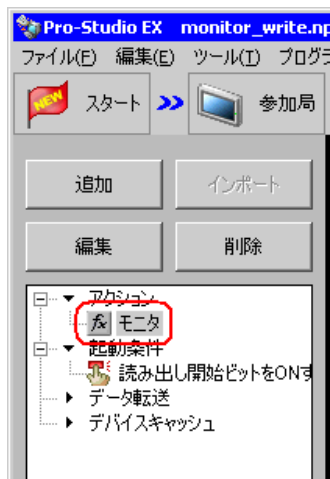 Pro-Studio EX monitor_write.np
ファイル(F) 編集(E) ツール(T) プログラ
NEW スタート 参加局
追加 インポート
編集 削除
アクション
fx モニタ
起動条件
読み出し開始ビットをONす
データ転送
デバイスキャッシュ